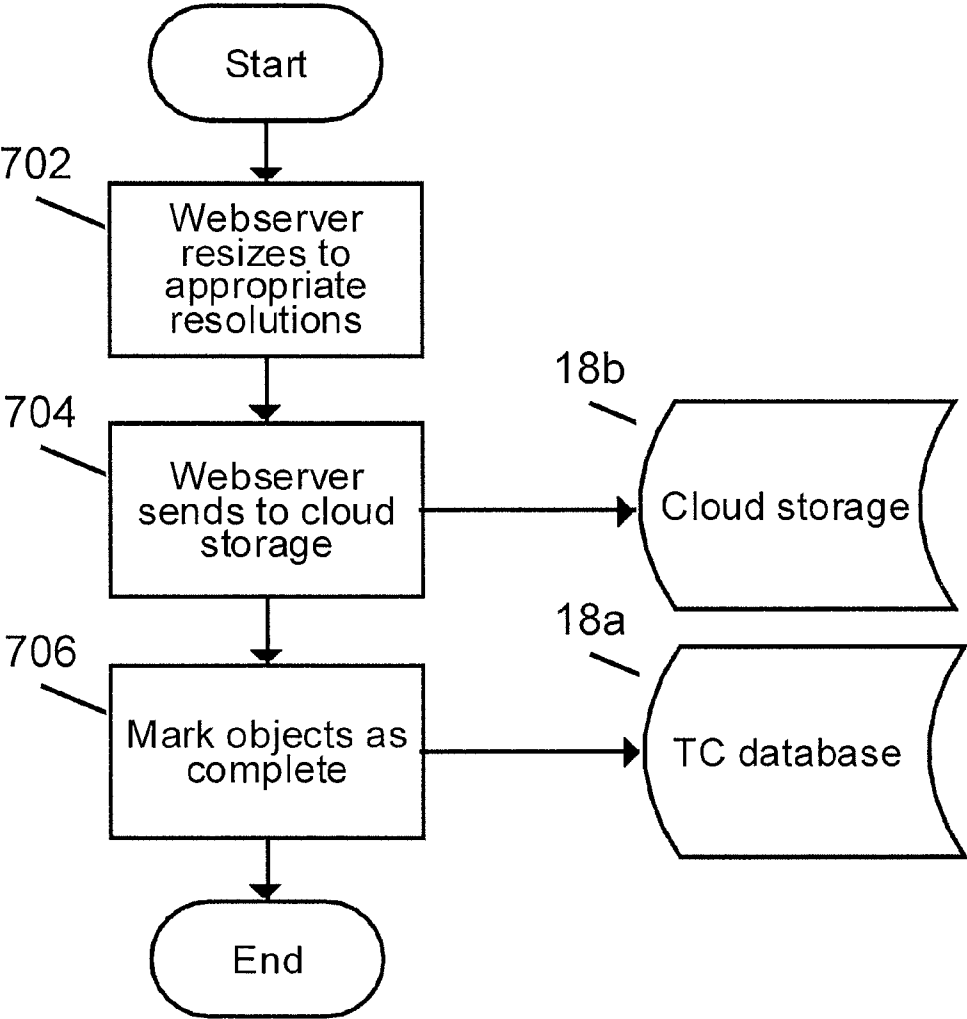 Start
702
Webserver
resizes to
appropriate
resolutions
704
Webserver
sends to cloud
storage
18b
Cloud storage
706
Mark objects as
complete
18a
TC database
End